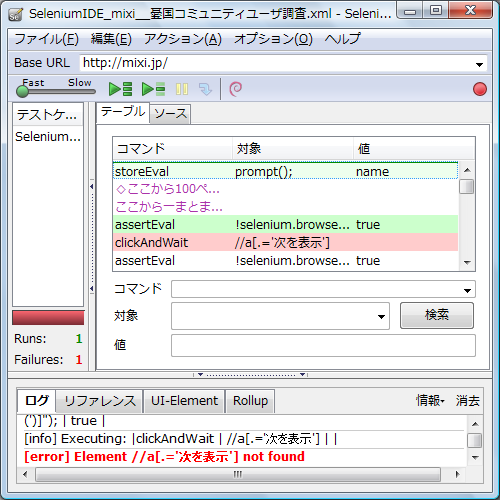 SeleniumIDE_mixi__憂国コミュニティユーザ調査.xml - Seleni...
ファイル(F) 編集(E) アクション(A) オプション(O) ヘルプ
Base URL http://mixi.jp/
Fast Slow
テストケ...
Selenium...
テーブル ソース
コマンド 対象 値
storeEval prompt(); name
◇ここから100ペ...
ここから一まとま...
assertEval !selenium.browse... true
clickAndWait //a[.='次を表示']
assertEval !selenium.browse... true
コマンド
対象 検索
値
Runs: 1
Failures: 1
ログ リファレンス UI-Element Rollup 情報 消去
(')]"); | true |
[info] Executing: |clickAndWait | //a[.='次を表示'] | |
[error] Element //a[.='次を表示'] not found